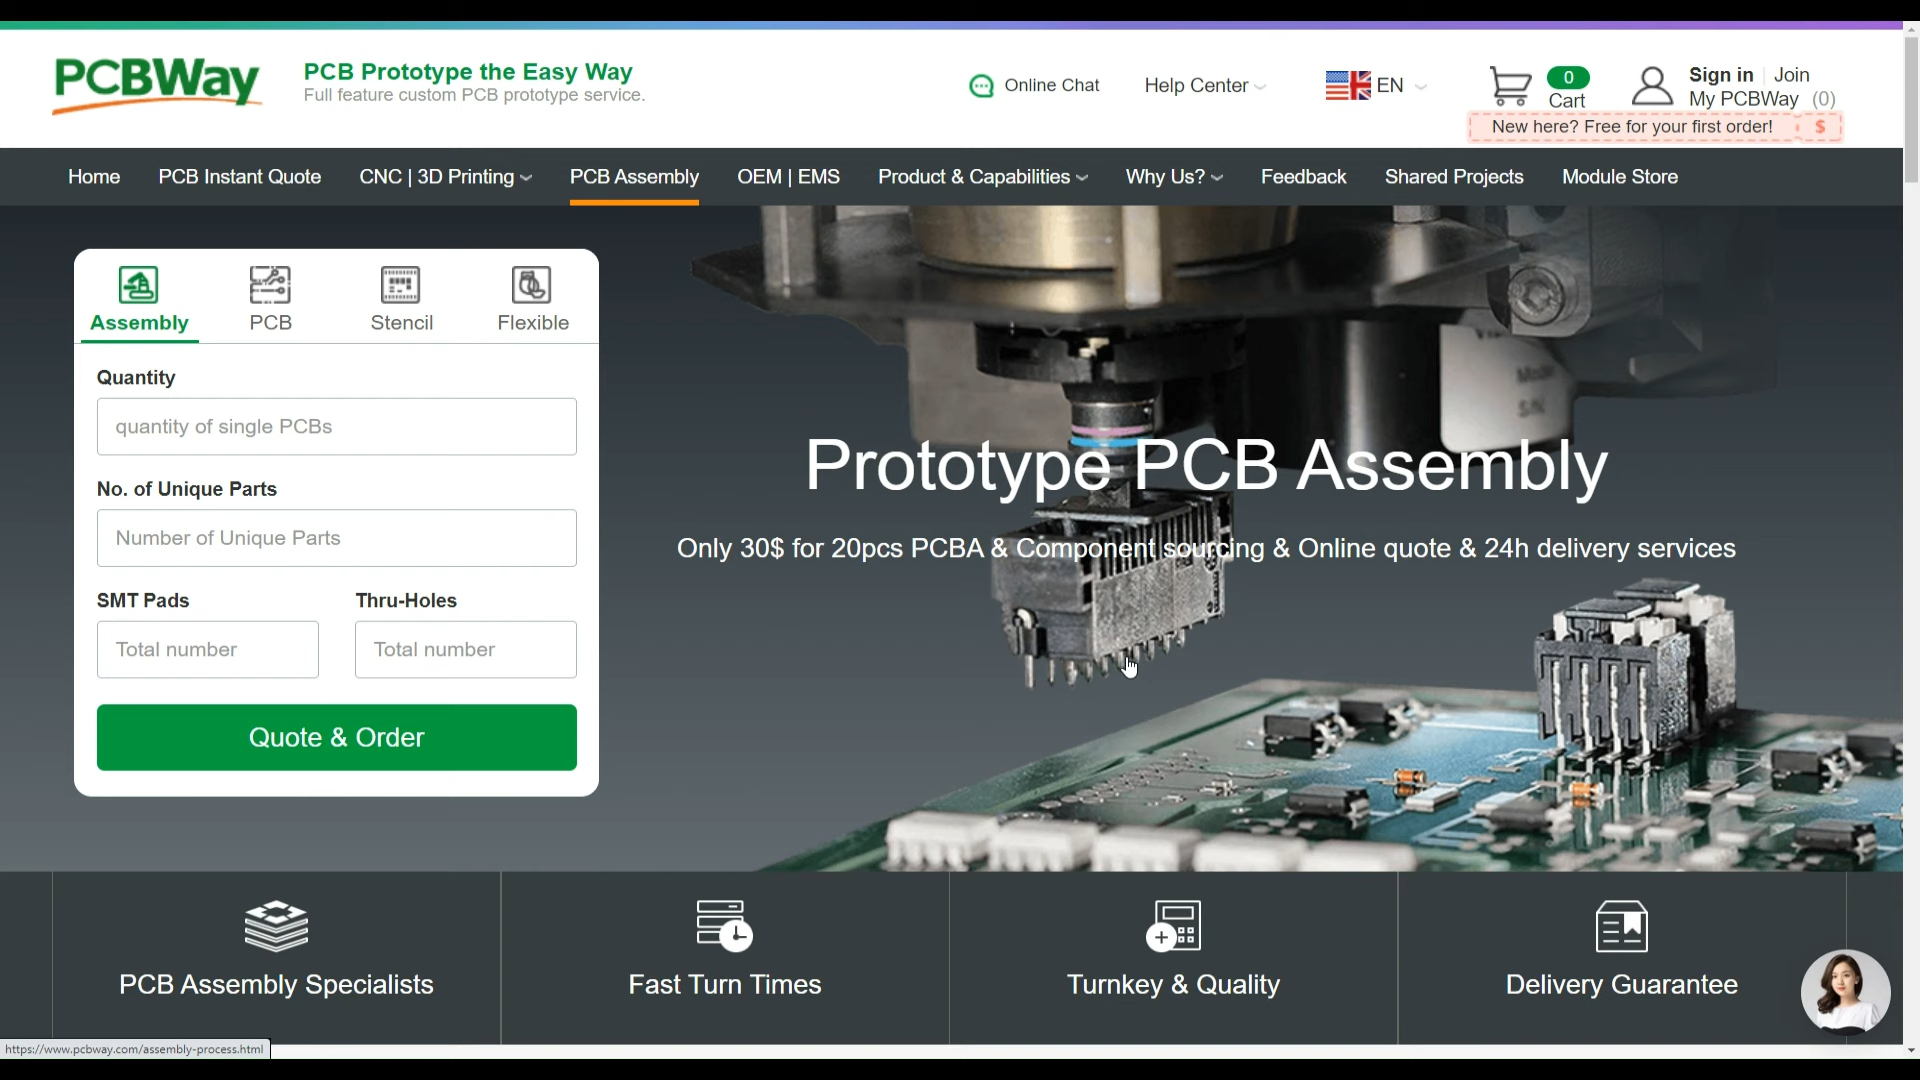 PCBWay
PCB Prototype the Easy Way
Full feature custom PCB prototype service.
Online Chat
Help Center
EN
0
Cart
Sign in Join
My PCBWay (0)
New here? Free for your first order! $
Home PCB Instant Quote CNC | 3D Printing PCB Assembly OEM | EMS Product & Capabilities Why Us? Feedback Shared Projects Module Store
Assembly PCB Stencil Flexible
Quantity
quantity of single PCBs
No. of Unique Parts
Number of Unique Parts
SMT Pads Thru-Holes
Total number Total number
Quote & Order
Prototype PCB Assembly
Only 30$ for 20pcs PCBA & Component sourcing & Online quote & 24h delivery services
PCB Assembly Specialists Fast Turn Times Turnkey & Quality Delivery Guarantee
https://www.pcbway.com/assembly-process.html